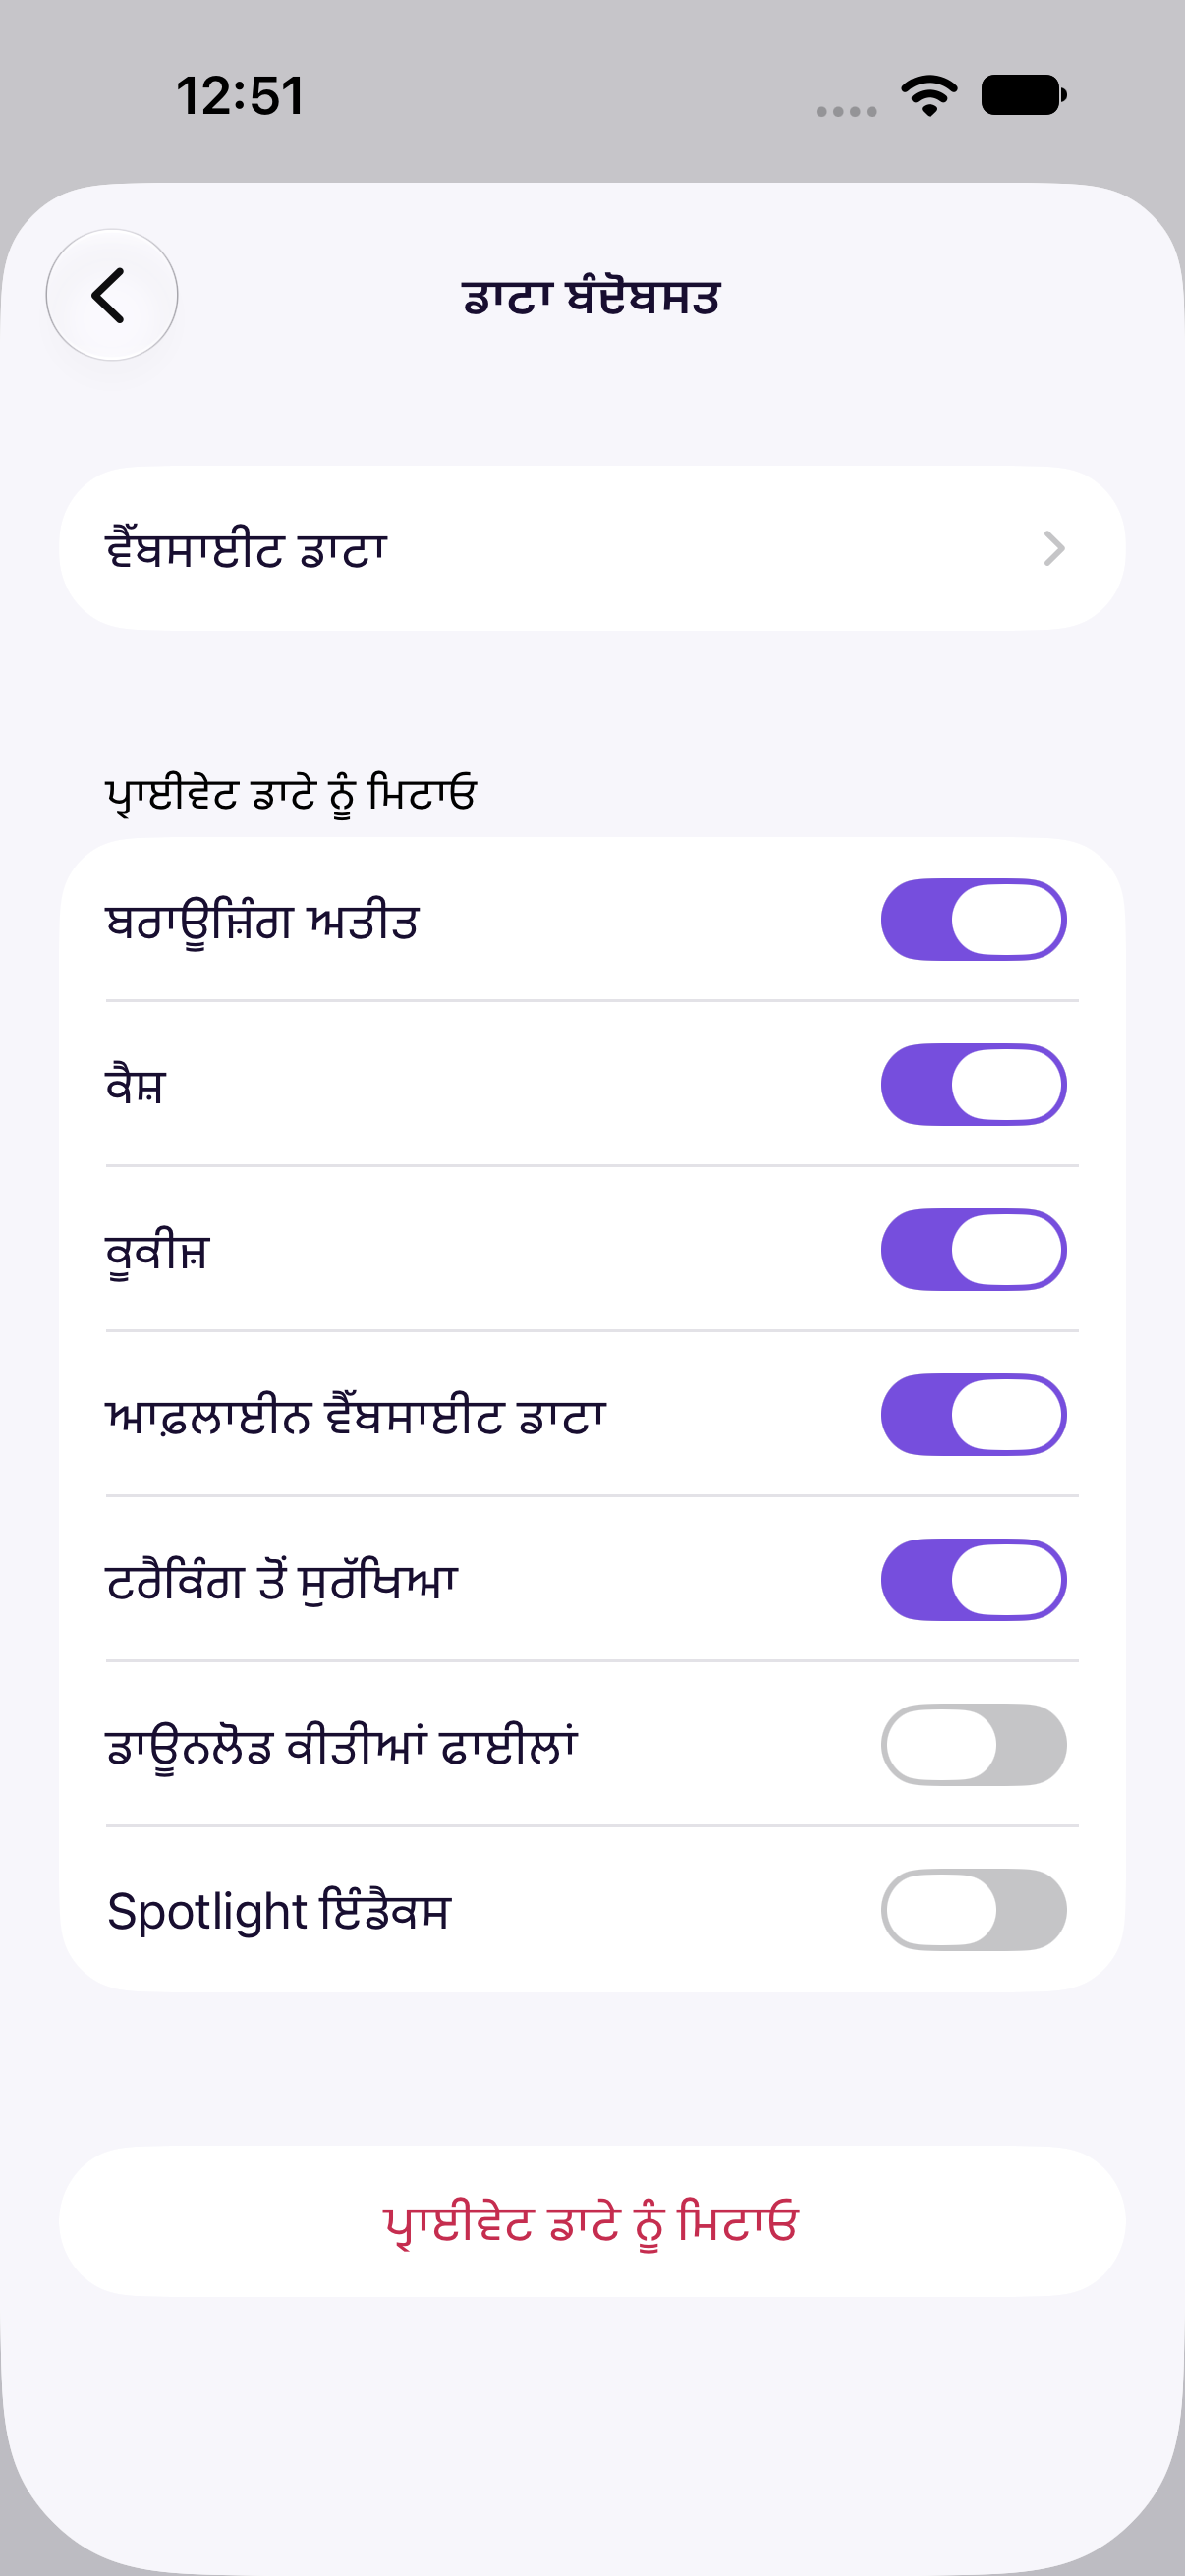 12:51
ਡਾਟਾ ਬੰਦੋਬਸਤ
ਵੈੱਬਸਾਈਟ ਡਾਟਾ
ਪ੍ਰਾਈਵੇਟ ਡਾਟੇ ਨੂੰ ਮਿਟਾਓ
ਬਰਾਊਜ਼ਿੰਗ ਅਤੀਤ
ਕੈਸ਼
ਕੂਕੀਜ਼
ਆਫ਼ਲਾਈਨ ਵੈੱਬਸਾਈਟ ਡਾਟਾ
ਟਰੈਕਿੰਗ ਤੋਂ ਸੁਰੱਖਿਆ
ਡਾਊਨਲੋਡ ਕੀਤੀਆਂ ਫਾਈਲਾਂ
Spotlight ਇੰਡੈਕਸ
ਪ੍ਰਾਈਵੇਟ ਡਾਟੇ ਨੂੰ ਮਿਟਾਓ